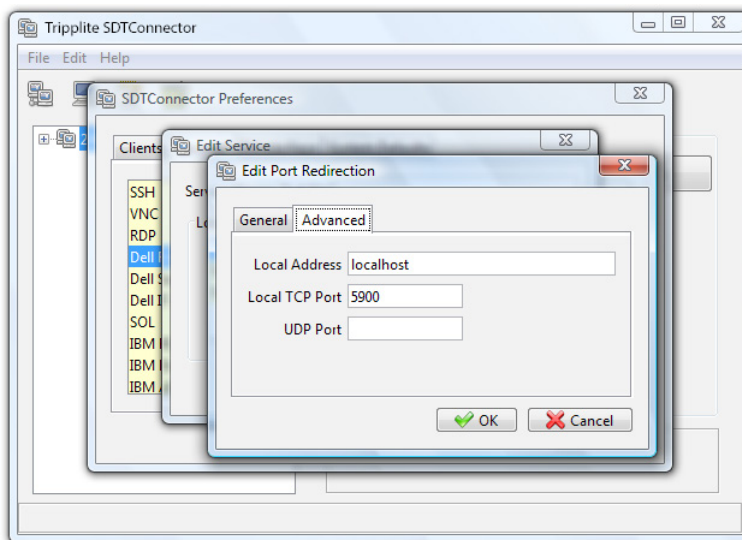 Tripplite SDTConnector
File Edit Help
SDTConnector Preferences
Clients
Edit Service
Edit Port Redirection
SSH
VNC
RDP
Dell
Dell
Dell
SOL
IBM
IBM
IBM
General Advanced
Local Address localhost
Local TCP Port 5900
UDP Port
OK Cancel